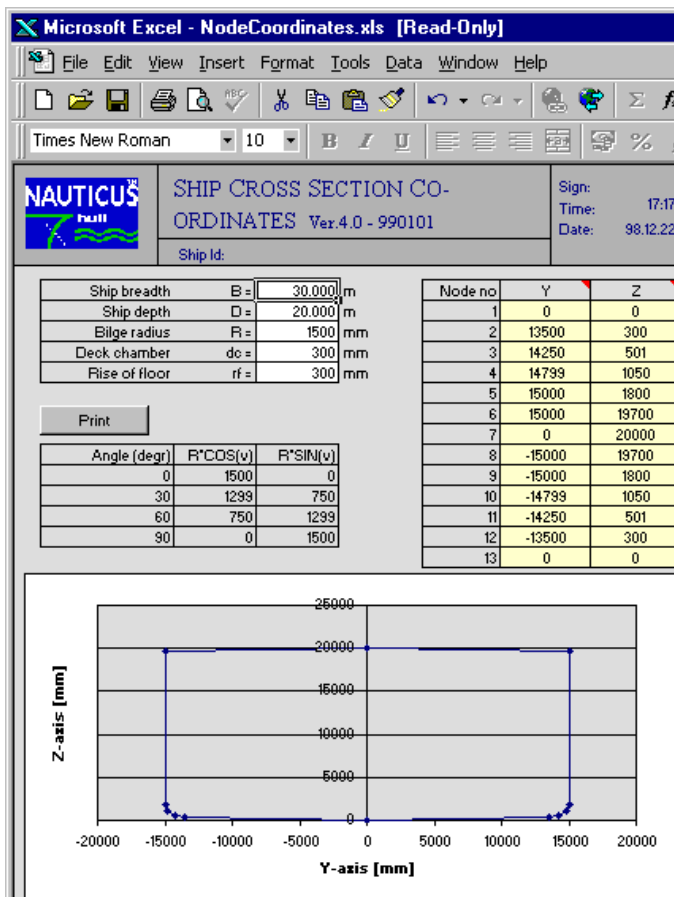 Microsoft Excel - NodeCoordinates.xls [Read-Only]
File Edit View Insert Format Tools Data Window Help
ABC
Σ
Times New Roman 10 B I U %
NAUTICUS
hull
SHIP CROSS SECTION CO-
ORDINATES Ver.4.0 - 990101
Ship Id:
Sign:
Time: 17:17
Date: 98.12.22
Ship breadth B = 30.000 m
Ship depth D = 20.000 m
Bilge radius R = 1500 mm
Deck chamber dc = 300 mm
Rise of floor rf = 300 mm
Print
Angle (degr) R*COS(v) R*SIN(v)
0 1500 0
30 1299 750
60 750 1299
90 0 1500
Node no Y Z
1 0 0
2 13500 300
3 14250 501
4 14799 1050
5 15000 1800
6 15000 19700
7 0 20000
8 -15000 19700
9 -15000 1800
10 -14799 1050
11 -14250 501
12 -13500 300
13 0 0
25000
20000
15000
10000
5000
0
Z-axis [mm]
-20000 -15000 -10000 -5000 0 5000 10000 15000 20000
Y-axis [mm]